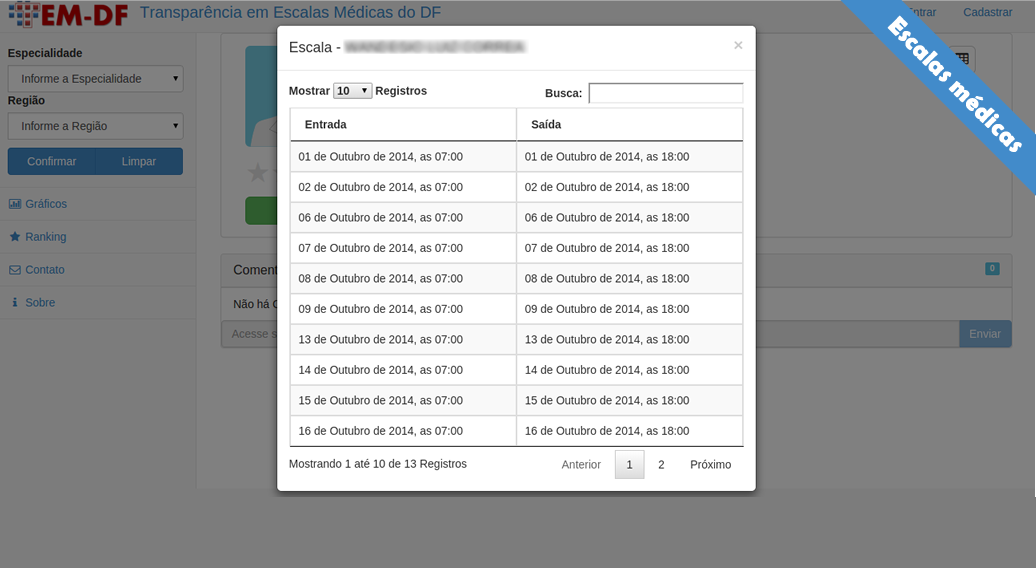 EM-DF Transparência em Escalas Médicas do DF
Cadastrar
Escalas médicas
Especialidade
Informe a Especialidade
Região
Informe a Região
Confirmar Limpar
Gráficos
Ranking
Contato
Sobre
Escala -
×
Mostrar 10 Registros
Busca:
Entrada Saída
01 de Outubro de 2014, as 07:00 01 de Outubro de 2014, as 18:00
02 de Outubro de 2014, as 07:00 02 de Outubro de 2014, as 18:00
06 de Outubro de 2014, as 07:00 06 de Outubro de 2014, as 18:00
07 de Outubro de 2014, as 07:00 07 de Outubro de 2014, as 18:00
08 de Outubro de 2014, as 07:00 08 de Outubro de 2014, as 18:00
09 de Outubro de 2014, as 07:00 09 de Outubro de 2014, as 18:00
13 de Outubro de 2014, as 07:00 13 de Outubro de 2014, as 18:00
14 de Outubro de 2014, as 07:00 14 de Outubro de 2014, as 18:00
15 de Outubro de 2014, as 07:00 15 de Outubro de 2014, as 18:00
16 de Outubro de 2014, as 07:00 16 de Outubro de 2014, as 18:00
Mostrando 1 até 10 de 13 Registros
Anterior 1 2 Próximo
0
Não há
Acesse
Enviar